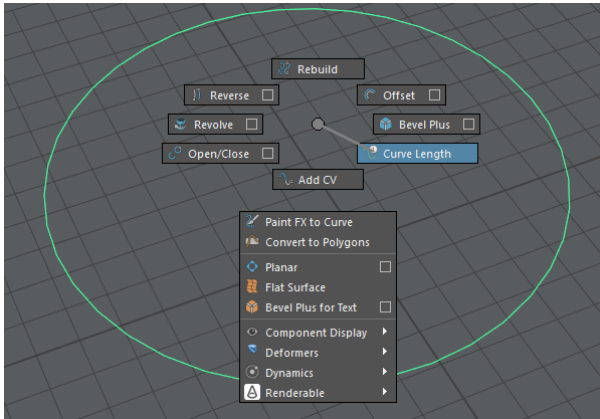 Rebuild
Reverse
Offset
Revolve
Bevel Plus
Open/Close
Curve Length
Add CV
Paint FX to Curve
Convert to Polygons
Planar
Flat Surface
Bevel Plus for Text
Component Display
Deformers
Dynamics
Renderable